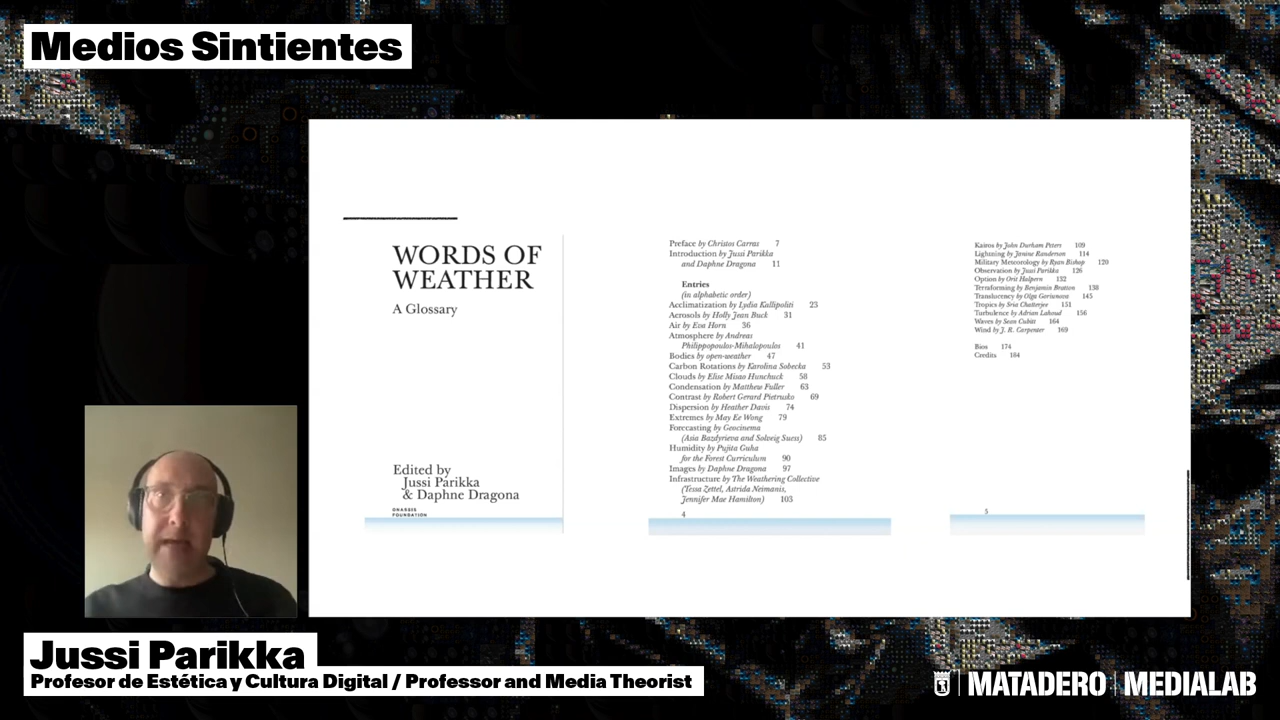 Medios Sintientes
WORDS OF
WEATHER
A Glossary
Edited by
Jussi Parikka
& Daphne Dragona
ONASSIS
FOUNDATION
Preface by Christos Carras 7
Introduction by Jussi Parikka
and Daphne Dragona 11
Entries
(in alphabetic order)
Acclimatization by Lydia Kallipoliti 23
Aerosols by Holly Jean Buck 31
Air by Eva Horn 36
Atmosphere by Andreas
Philippopoulos-Mihalopoulos 41
Bodies by open-weather 47
Carbon Rotations by Karolina Sobecka 53
Clouds by Elise Misao Hunchuck 58
Condensation by Matthew Fuller 63
Contrast by Robert Gerard Pietrusko 69
Dispersion by Heather Davis 74
Extremes by May Ee Wong 79
Forecasting by Geocinema
(Asia Bazdyrieva and Solveig Suess) 85
Humidity by Pujita Guha
for the Forest Curriculum 90
Images by Daphne Dragona 97
Infrastructure by The Weathering Collective
(Tessa Zettel, Astrida Neimanis,
Jennifer Mae Hamilton) 103
4
Kairos by John Durham Peters 109
Lightning by Janine Randerson 114
Military Meteorology by Ryan Bishop 120
Observation by Jussi Parikka 126
Option by Orit Halpern 132
Terraforming by Benjamin Bratton 138
Translucency by Olga Goriunova 145
Tropics by Sria Chatterjee 151
Turbulence by Adrian Lahoud 156
Waves by Sean Cubitt 164
Wind by J. R. Carpenter 169
Bios 174
Credits 184
5
Jussi Parikka
Profesor de Estética y Cultura Digital / Professor and Media Theorist
MATADERO | MEDIALAB